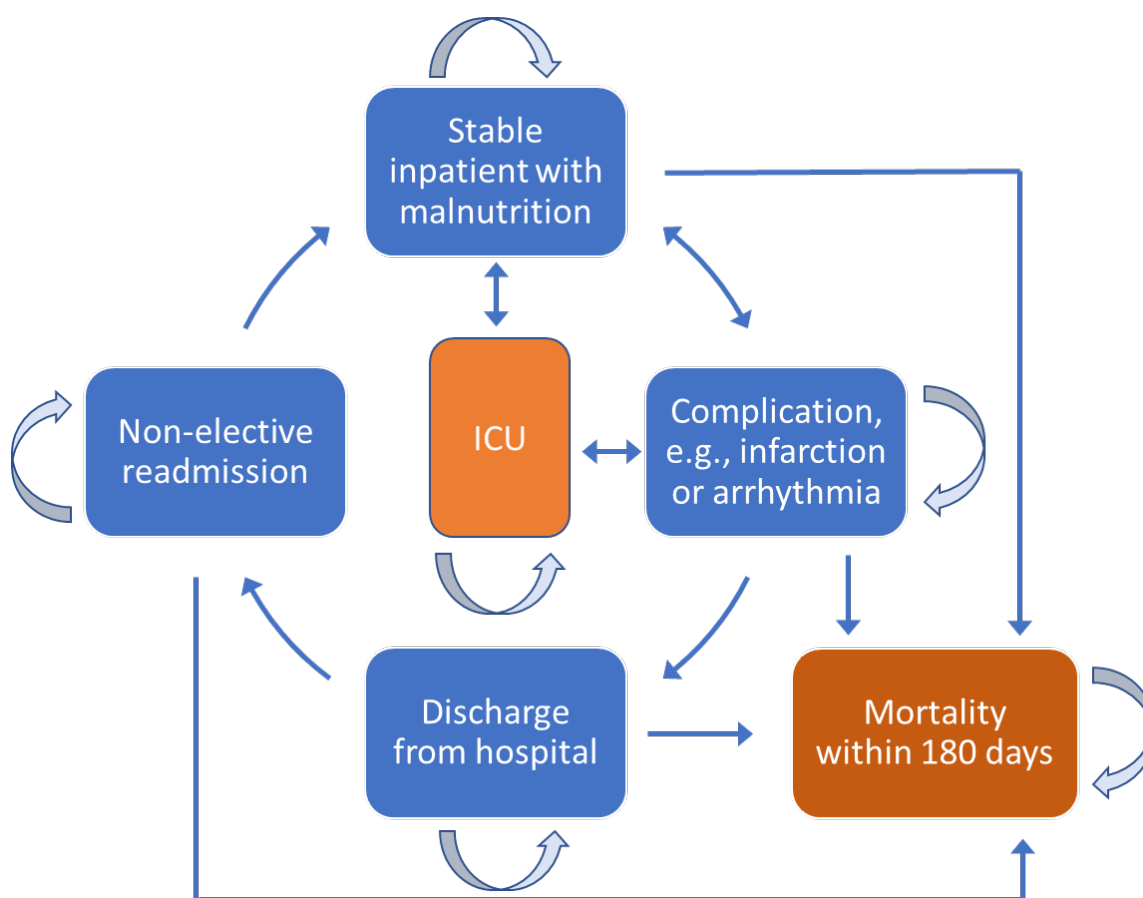 Stable
inpatient with
malnutrition
Non-elective
readmission
ICU
Complication,
e.g., infarction
or arrhythmia
Discharge
from hospital
Mortality
within 180 days